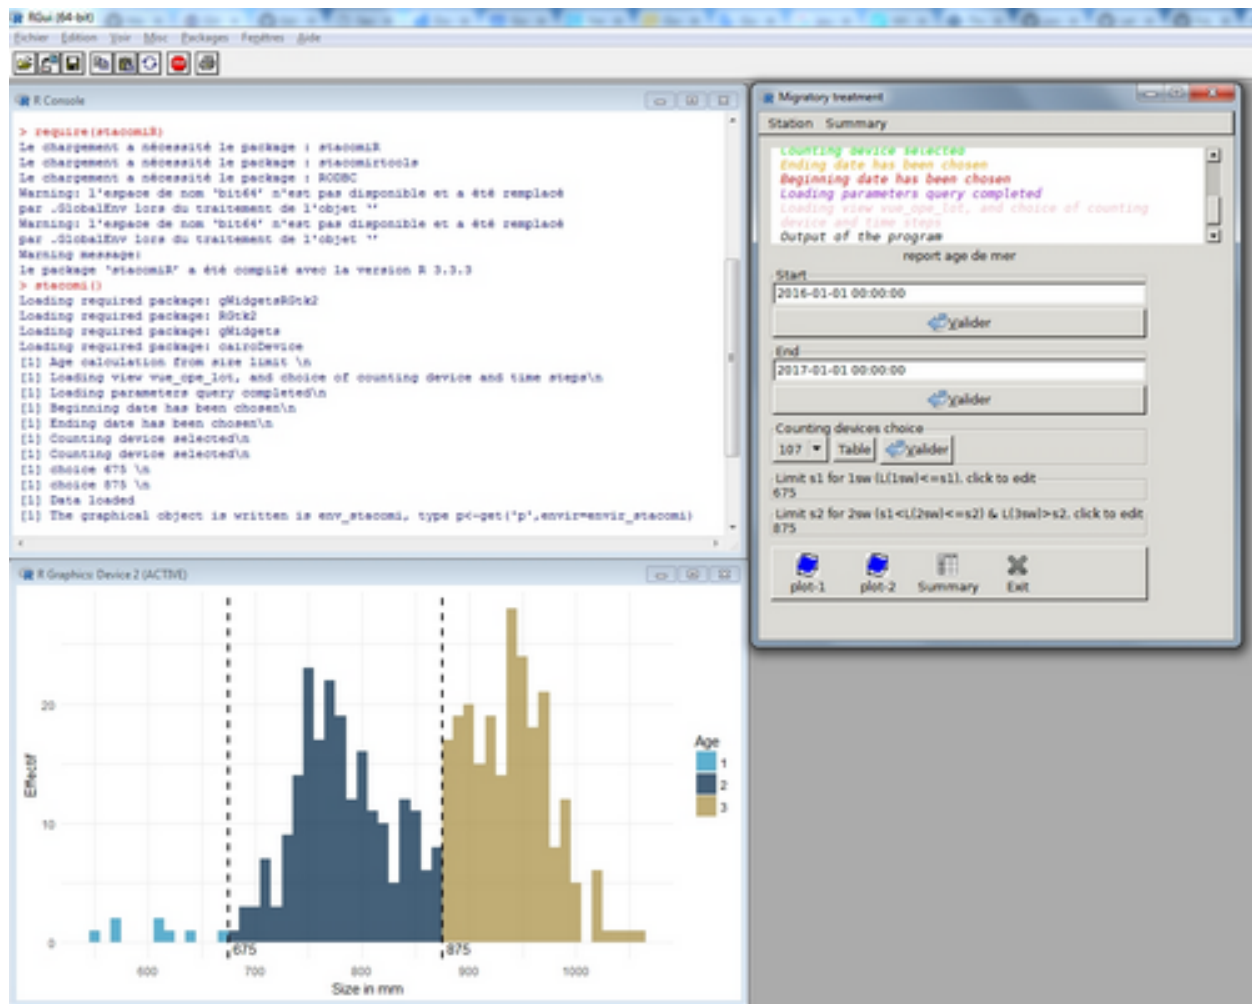 RGui (64-bit)
Fichier Edition Voir Misc Packages Fenêtres Aide
R Console
> require(stacomiR)
Le chargement a nécessité le package : stacomiR
Le chargement a nécessité le package : stacomirtools
Le chargement a nécessité le package : RODBC
Warning: l'espace de nom 'bit64' n'est pas disponible et a été remplacé
par .GlobalEnv lors du traitement de l'objet ''
Warning: l'espace de nom 'bit64' n'est pas disponible et a été remplacé
par .GlobalEnv lors du traitement de l'objet ''
Warning message:
le package 'stacomiR' a été compilé avec la version R 3.3.3
> stacomi()
Loading required package: gWidgetsRGtk2
Loading required package: RGtk2
Loading required package: gWidgets
Loading required package: cairoDevice
[1] Age calculation from size limit \n
[1] Loading view vue_ope_lot, and choice of counting device and time steps\n
[1] Loading parameters query completed\n
[1] Beginning date has been chosen\n
[1] Ending date has been chosen\n
[1] Counting device selected\n
[1] Counting device selected\n
[1] choice 675 \n
[1] choice 875 \n
[1] Data loaded
[1] The graphical object is written is env_stacomi, type p<-get('p',envir=envir_stacomi)
R Graphics: Device 2 (ACTIVE)
Effectif
20
10
0
675
875
600 700 800 900 1000
Size in mm
Age
1
2
3
Migratory treatment
Station Summary
Counting device selected
Ending date has been chosen
Beginning date has been chosen
Loading parameters query completed
Loading view vue_ope_lot, and choice of counting
device and time steps
Output of the program
report age de mer
Start
2016-01-01 00:00:00
Valider
End
2017-01-01 00:00:00
Valider
Counting devices choice
107 Table Valider
Limit s1 for 1sw (L(1sw)<=s1), click to edit
675
Limit s2 for 2sw (s1<L(2sw)<=s2) & L(3sw)>s2, click to edit
875
plot-1 plot-2 Summary Exit